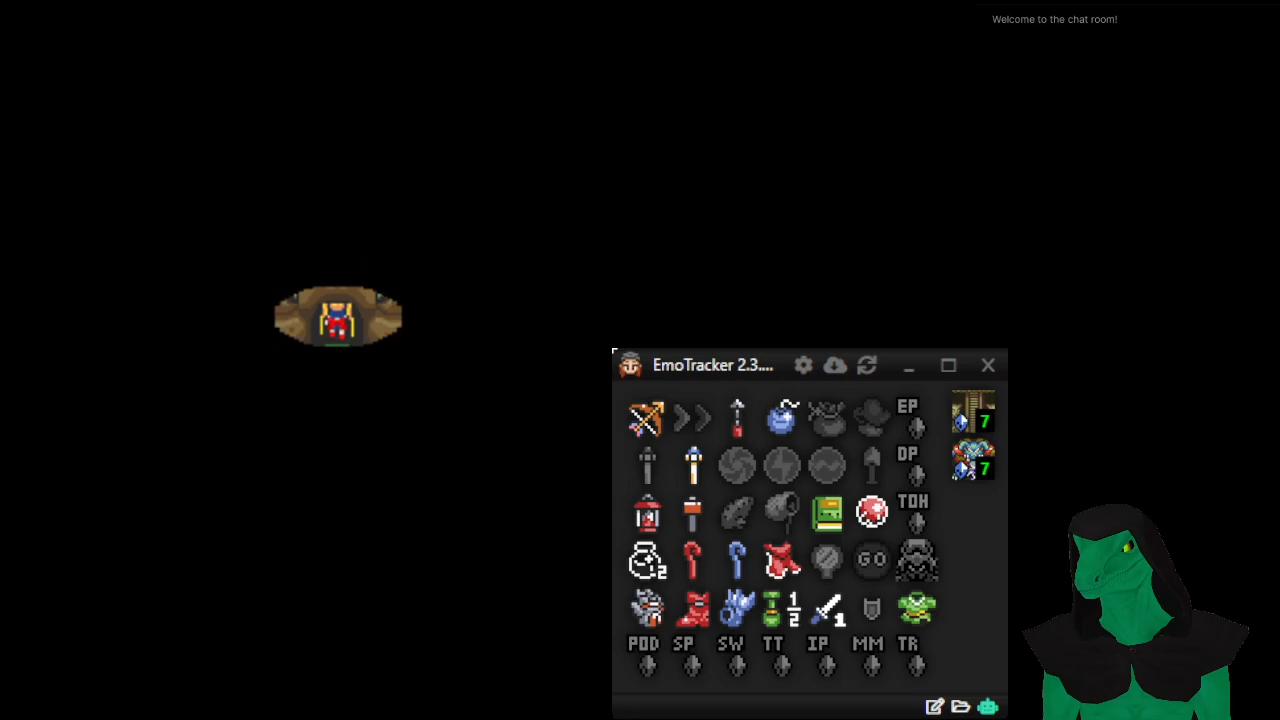 Welcome to the chat room!
EmoTracker 2.3....
EP
7
DP
7
TOH
2
GO
1
2
1
POD SP SW TT IP MM TR